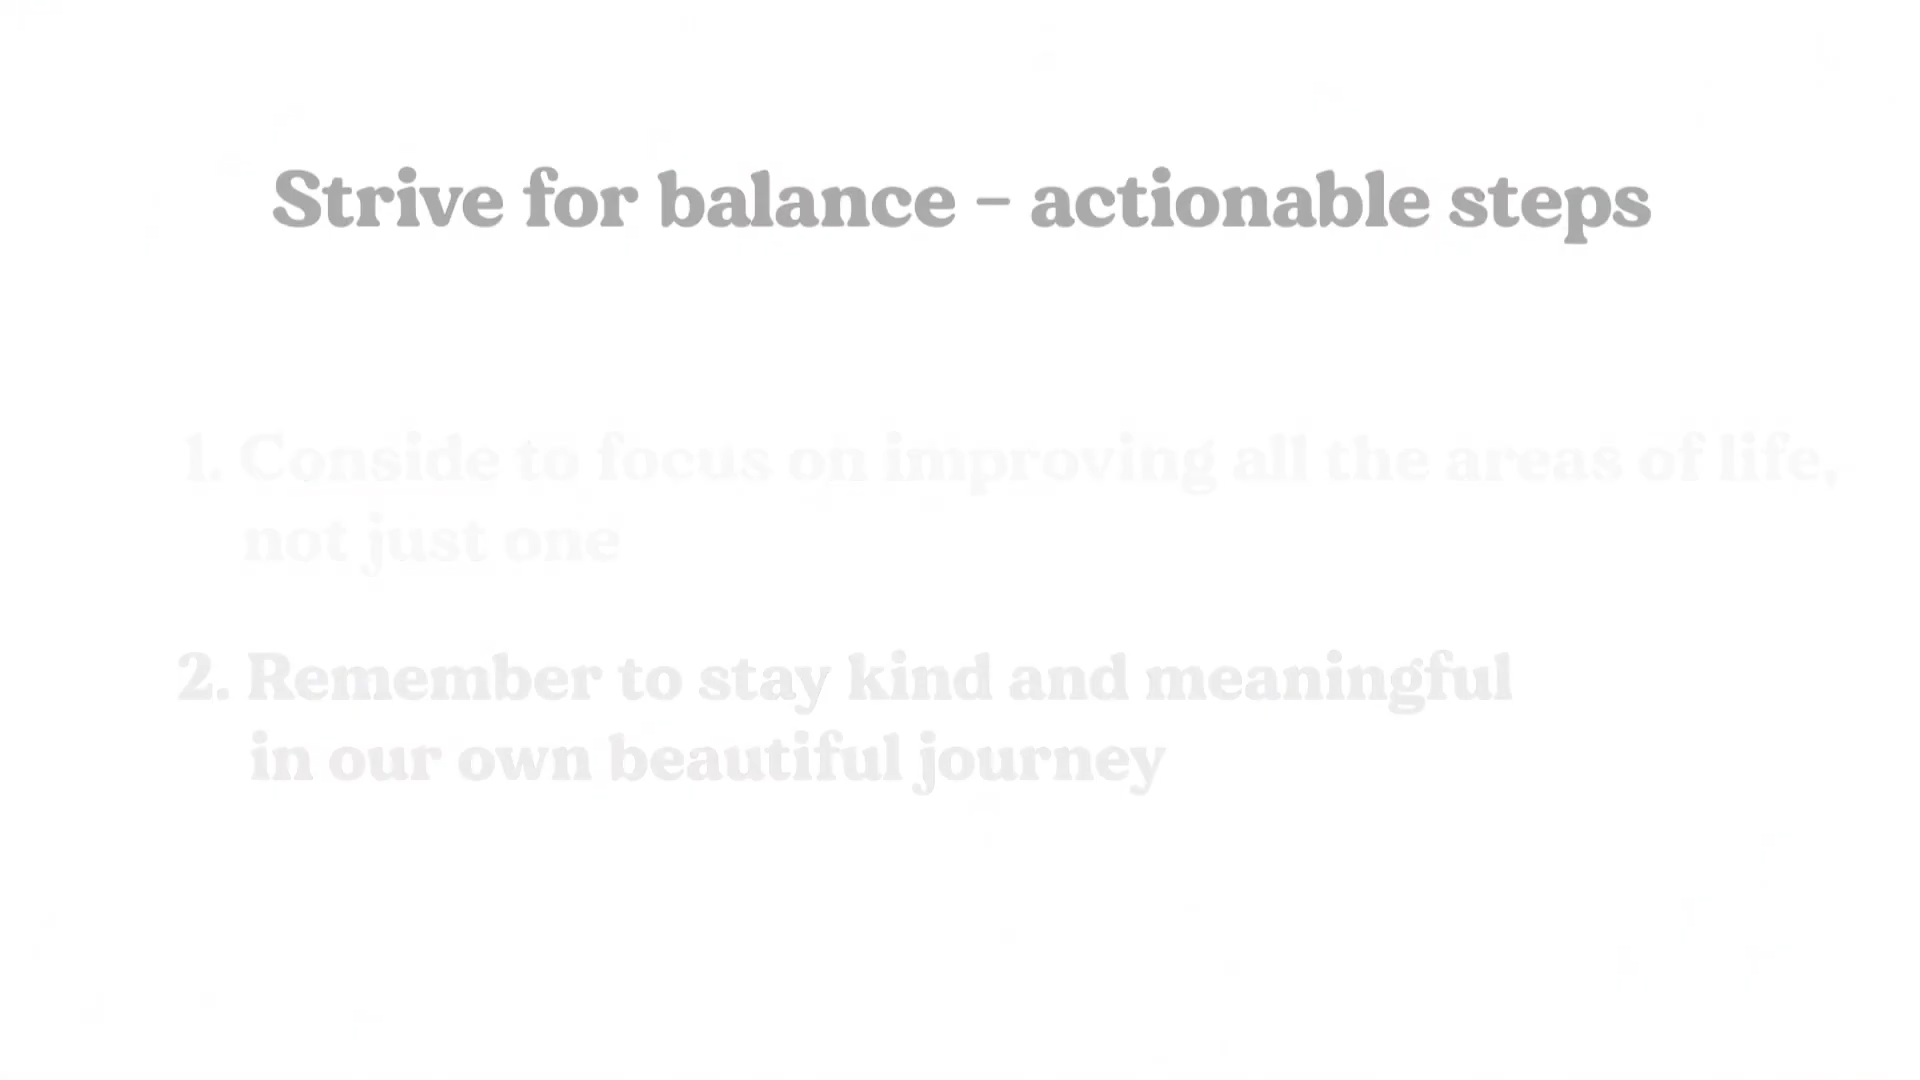 Strive for balance – actionable steps
1. Conside to focus on improving all the areas of life,
not just one
2. Remember to stay kind and meaningful
in our own beautiful journey